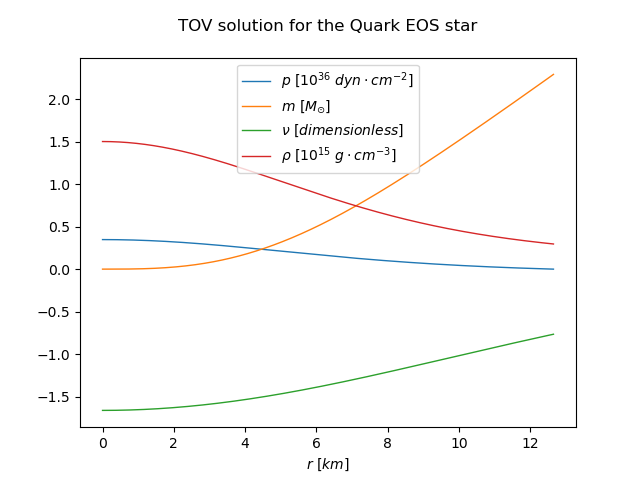 TOV solution for the Quark EOS star
p [10^36 dyn · cm^−2]
m [M_⊙]
ν [dimensionless]
ρ [10^15 g · cm^−3]
2.0
1.5
1.0
0.5
0.0
−0.5
−1.0
−1.5
0 2 4 6 8 10 12
r [km]